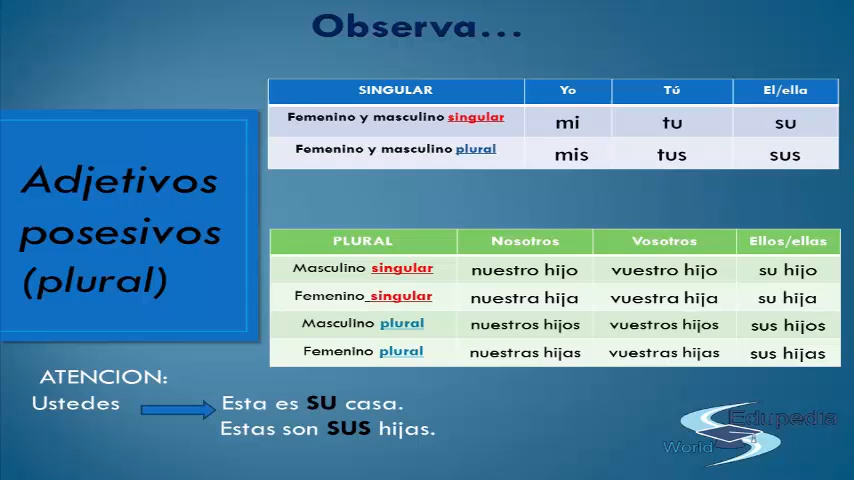 Observa...
SINGULAR Yo Tú El/ella
Femenino y masculino singular mi tu su
Femenino y masculino plural mis tus sus
Adjetivos
posesivos
(plural)
PLURAL Nosotros Vosotros Ellos/ellas
Masculino singular nuestro hijo vuestro hijo su hijo
Femenino singular nuestra hija vuestra hija su hija
Masculino plural nuestros hijos vuestros hijos sus hijos
Femenino plural nuestras hijas vuestras hijas sus hijas
ATENCION:
Ustedes Esta es SU casa.
Estas son SUS hijas.
Edupedia
World